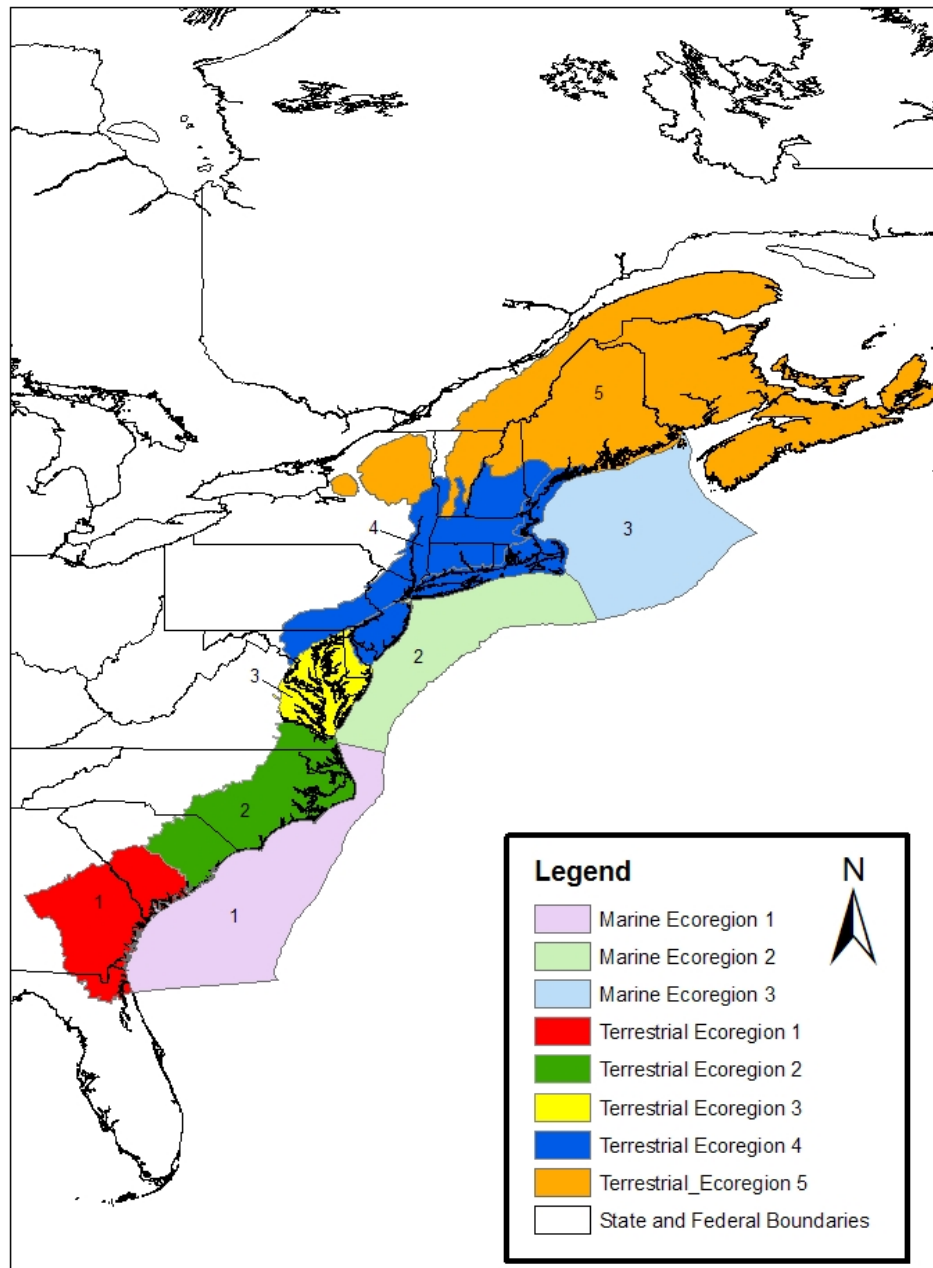 5
4
3
2
3
2
1
1
Legend
N
Marine Ecoregion 1
Marine Ecoregion 2
Marine Ecoregion 3
Terrestrial Ecoregion 1
Terrestrial Ecoregion 2
Terrestrial Ecoregion 3
Terrestrial Ecoregion 4
Terrestrial_Ecoregion 5
State and Federal Boundaries